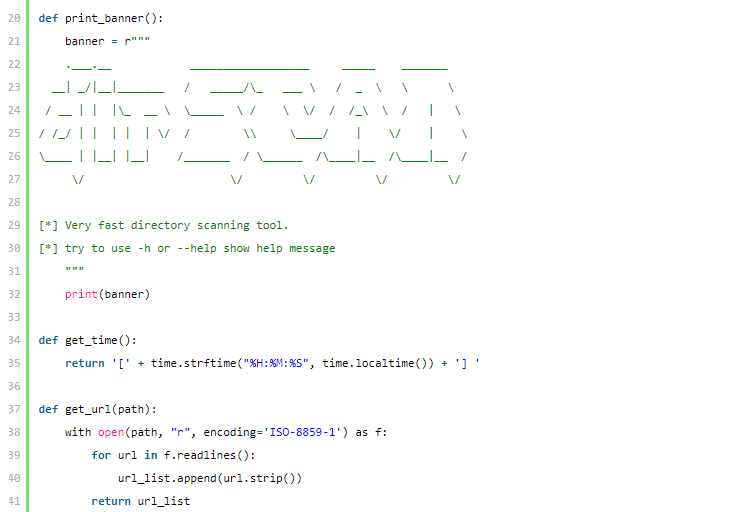 20 def print_banner():
21     banner = r"""
22     .___.__            __________________     _____    _______
23   __| _/|__|_______   /   _____/\_   ___ \   /  _  \   \      \
24  / __ | |  |\_  __ \  \_____  \ /    \  \/  /  /_\  \  /   |   \
25 / /_/ | |  | |  | \/  /        \\     \____/    |    \/    |    \
26 \____ | |__| |__|    /_______  / \______  /\____|__  /\____|__  /
27      \/                      \/         \/         \/         \/
28
29 [*] Very fast directory scanning tool.
30 [*] try to use -h or --help show help message
31     """
32     print(banner)
33
34 def get_time():
35     return '[' + time.strftime("%H:%M:%S", time.localtime()) + '] '
36
37 def get_url(path):
38     with open(path, "r", encoding='ISO-8859-1') as f:
39         for url in f.readlines():
40             url_list.append(url.strip())
41         return url_list